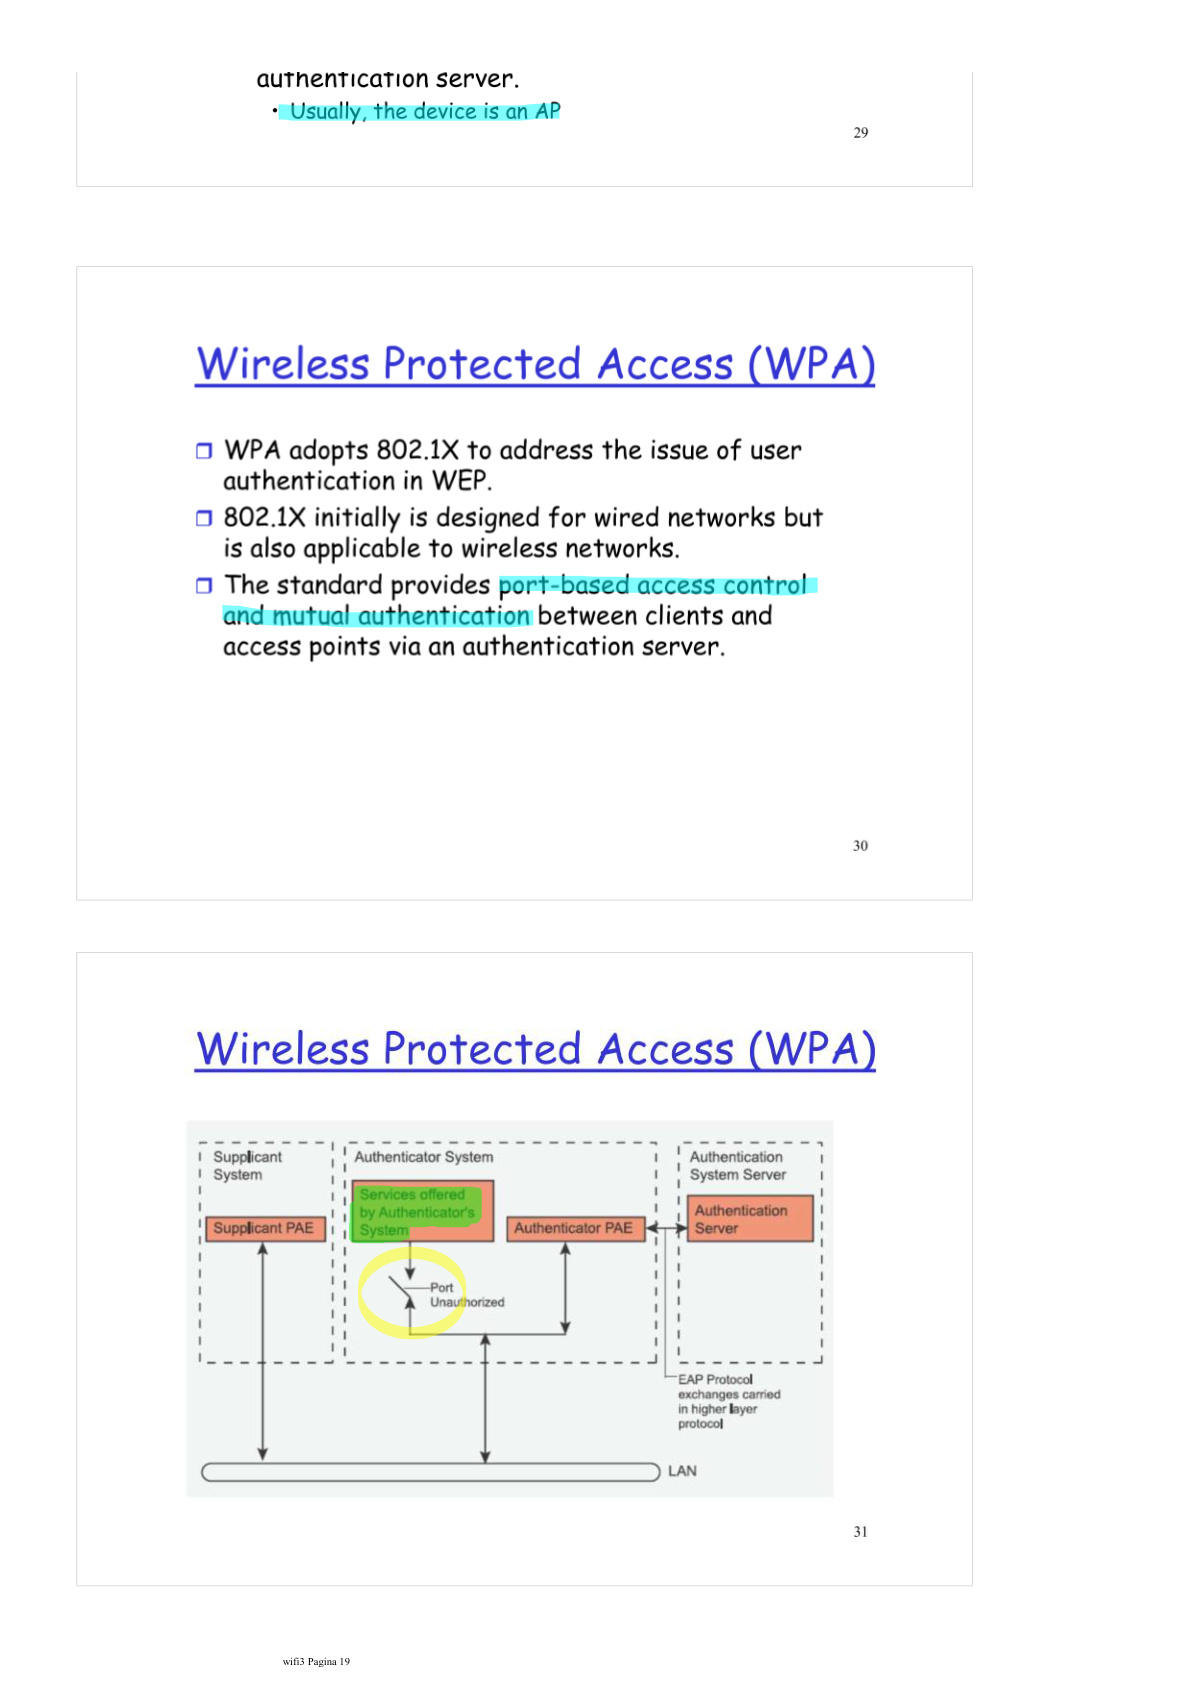 authentication server.
• Usually, the device is an AP
29
Wireless Protected Access (WPA)
❒ WPA adopts 802.1X to address the issue of user
authentication in WEP.
❒ 802.1X initially is designed for wired networks but
is also applicable to wireless networks.
❒ The standard provides port-based access control
and mutual authentication between clients and
access points via an authentication server.
30
Wireless Protected Access (WPA)
Supplicant
System
Authenticator System
Authentication
System Server
Services offered
by Authenticator's
System
Supplicant PAE
Authenticator PAE
Authentication
Server
Port
Unauthorized
EAP Protocol
exchanges carried
in higher layer
protocol
LAN
31
wifi3 Pagina 19